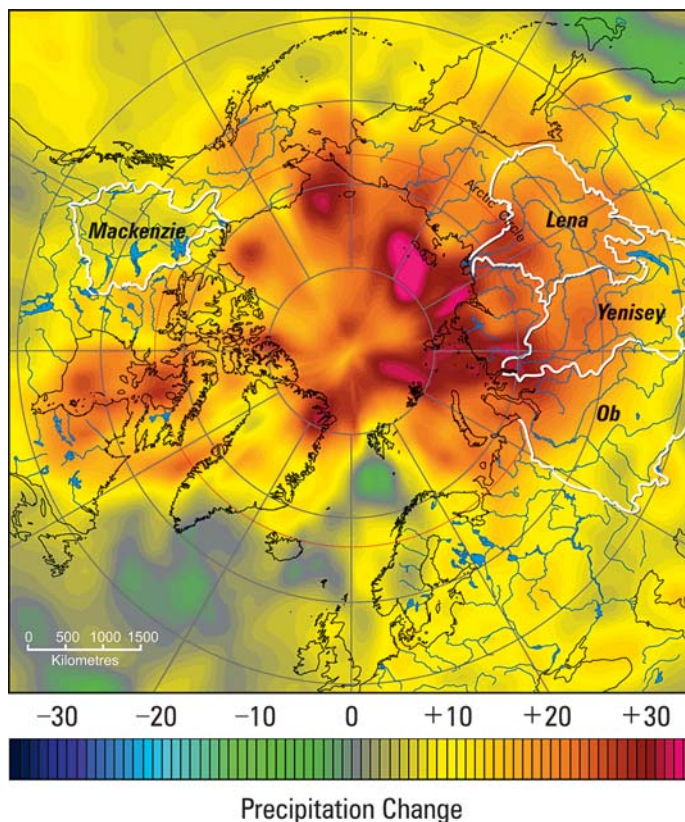 Mackenzie
Arctic Circle
Lena
Yenisey
Ob
0 500 1000 1500
Kilometres
−30 −20 −10 0 +10 +20 +30
Precipitation Change